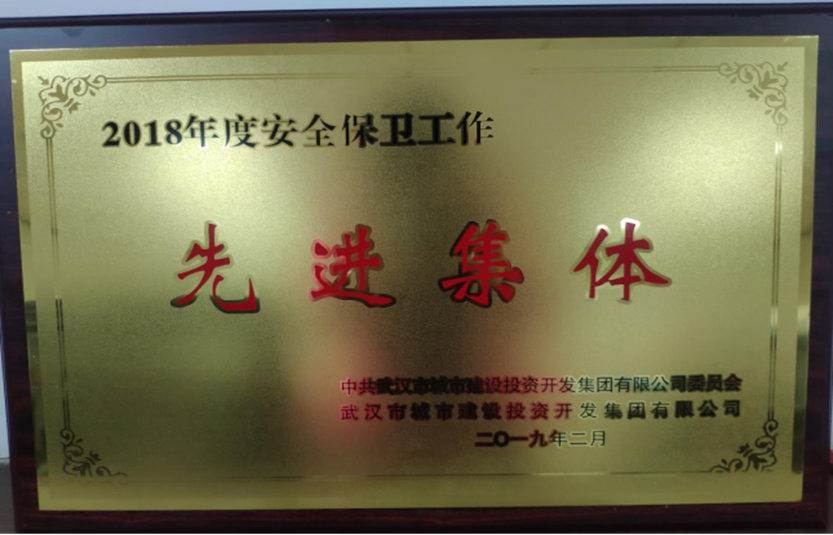 2018年度安全保卫工作
先进集体
中共武汉市城市建设投资开发集团有限公司委员会
武汉市城市建设投资开发集团有限公司
二〇一九年二月